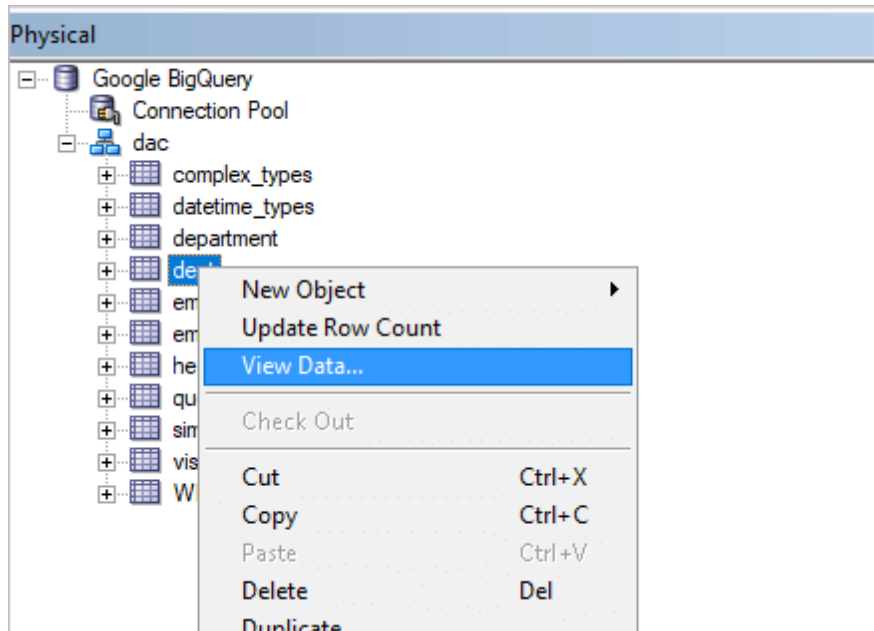 Physical
Google BigQuery
Connection Pool
dac
complex_types
datetime_types
department
New Object
Update Row Count
View Data...
Check Out
Cut Ctrl+X
Copy Ctrl+C
Paste Ctrl+V
Delete Del
Duplicate